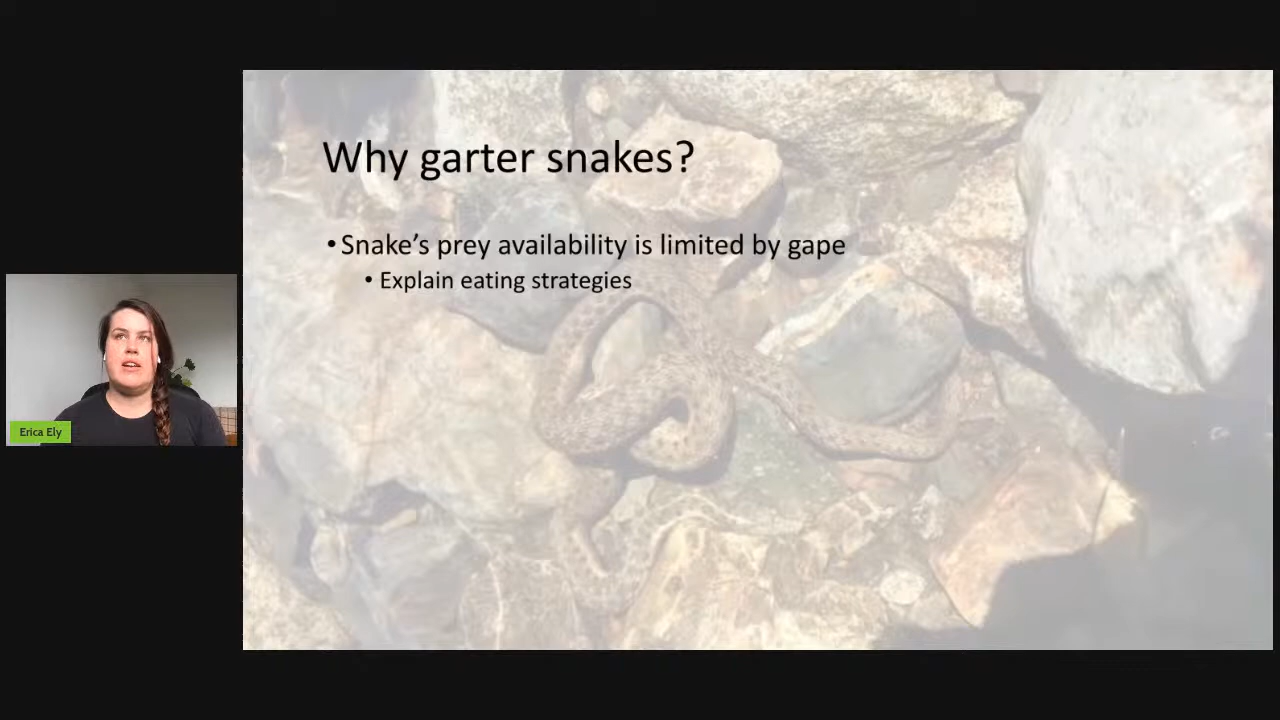 Why garter snakes?
• Snake’s prey availability is limited by gape
• Explain eating strategies
Erica Ely